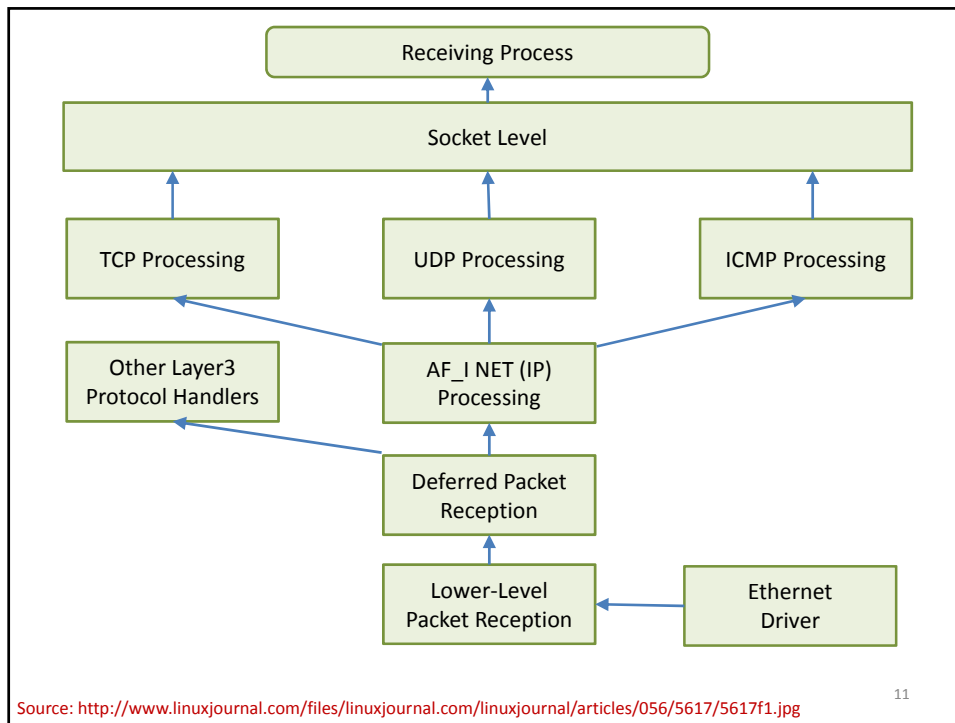 Receiving Process
Socket Level
TCP Processing
UDP Processing
ICMP Processing
Other Layer3
Protocol Handlers
AF_I NET (IP)
Processing
Deferred Packet
Reception
Lower-Level
Packet Reception
Ethernet
Driver
11
Source: http://www.linuxjournal.com/files/linuxjournal.com/linuxjournal/articles/056/5617/5617f1.jpg